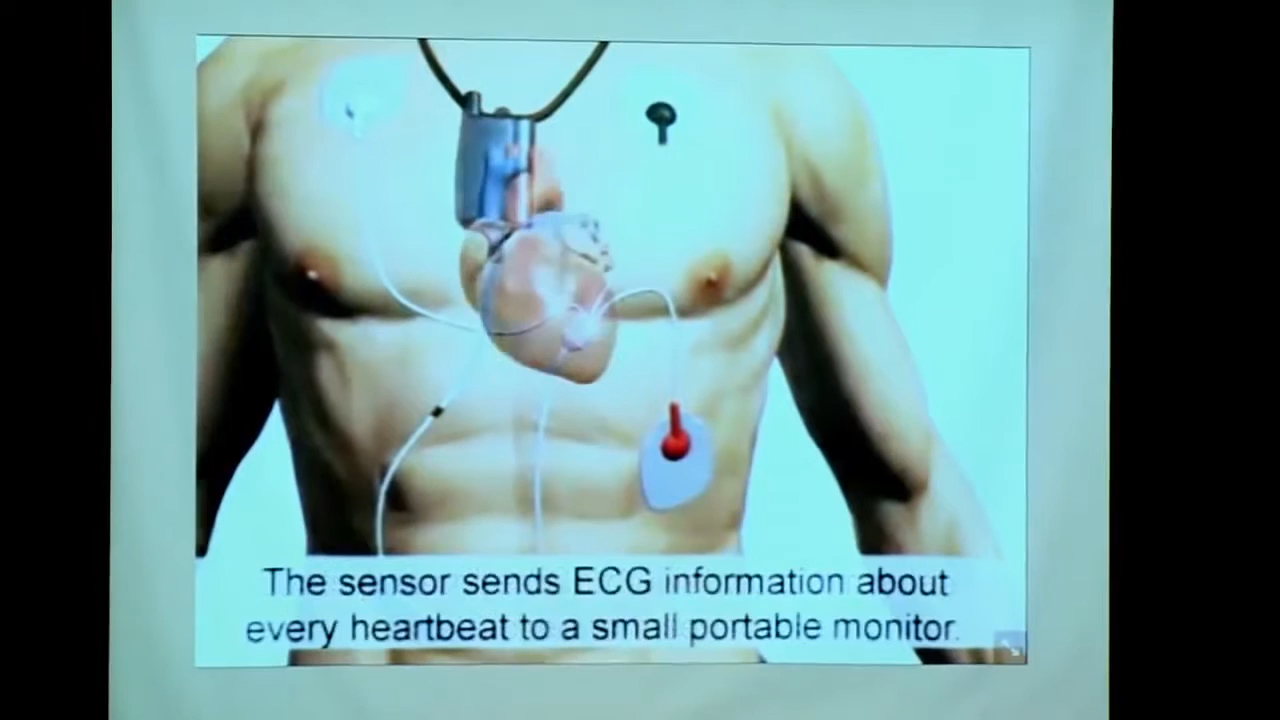 The sensor sends ECG information about
every heartbeat to a small portable monitor.